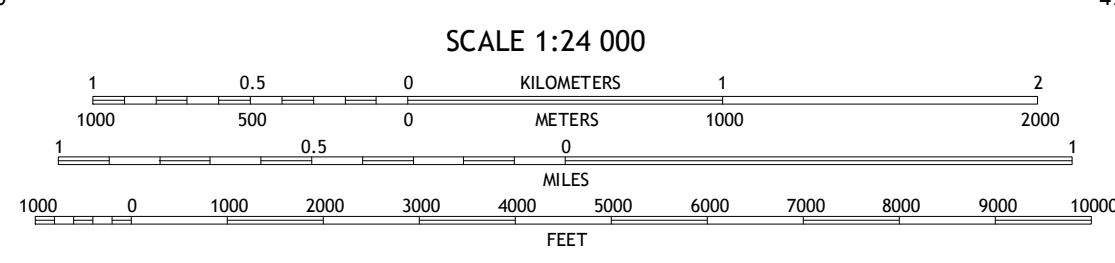 SCALE 1:24 000
1 0.5 0 KILOMETERS 1 2
1000 500 0 METERS 1000 2000
1 0.5 0 1
MILES
1000 0 1000 2000 3000 4000 5000 6000 7000 8000 9000 10000
FEET